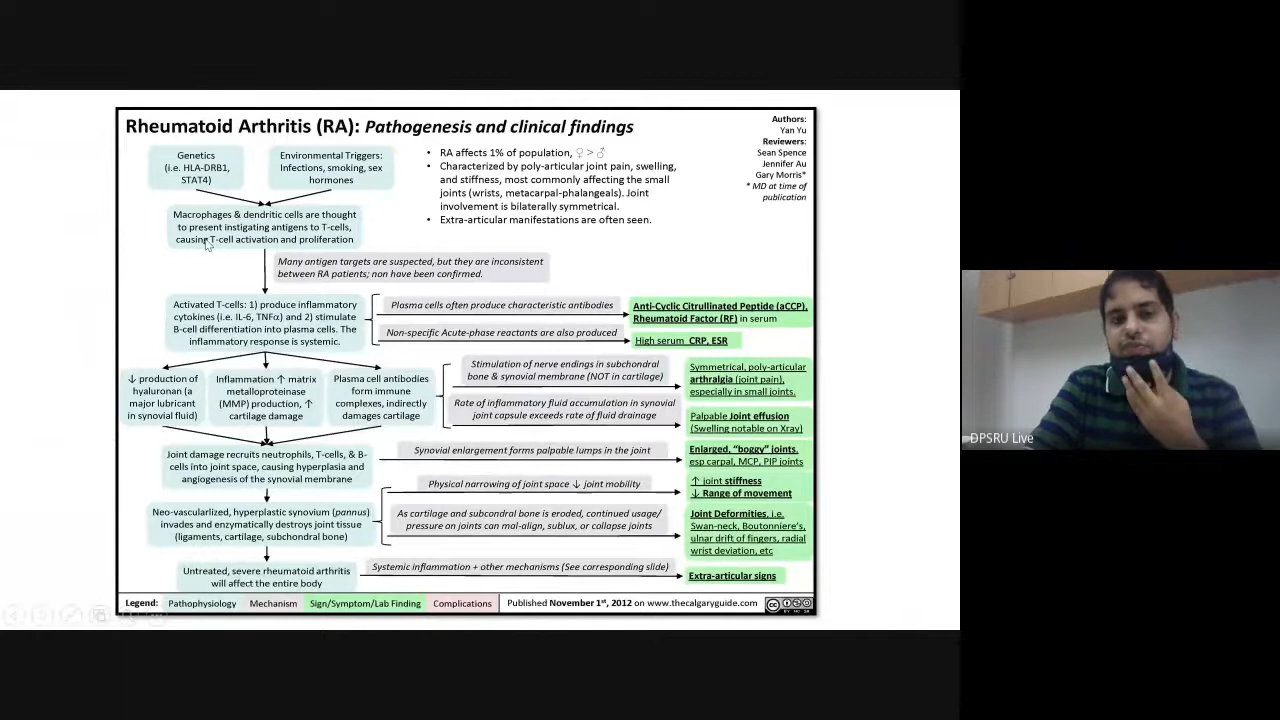 Rheumatoid Arthritis (RA): Pathogenesis and clinical findings
Authors:
Yan Yu
Reviewers:
Sean Spence
Jennifer Au
Gary Morris*
* MD at time of
publication
Genetics
(i.e. HLA-DRB1,
STAT4)
Environmental Triggers:
Infections, smoking, sex
hormones
• RA affects 1% of population, ♀ > ♂
• Characterized by poly-articular joint pain, swelling,
and stiffness, most commonly affecting the small
joints (wrists, metacarpal-phalangeals). Joint
involvement is bilaterally symmetrical.
• Extra-articular manifestations are often seen.
Macrophages & dendritic cells are thought
to present instigating antigens to T-cells,
causing T-cell activation and proliferation
Many antigen targets are suspected, but they are inconsistent
between RA patients; non have been confirmed.
Activated T-cells: 1) produce inflammatory
cytokines (i.e. IL-6, TNFα) and 2) stimulate
B-cell differentiation into plasma cells. The
inflammatory response is systemic.
Plasma cells often produce characteristic antibodies
Anti-Cyclic Citrullinated Peptide (aCCP),
Rheumatoid Factor (RF) in serum
Non-specific Acute-phase reactants are also produced
High serum CRP, ESR
↓ production of
hyaluronan (a
major lubricant
in synovial fluid)
Inflammation ↑ matrix
metalloproteinase
(MMP) production, ↑
cartilage damage
Plasma cell antibodies
form immune
complexes, indirectly
damages cartilage
Stimulation of nerve endings in subchondral
bone & synovial membrane (NOT in cartilage)
Symmetrical, poly-articular
arthralgia (joint pain),
especially in small joints.
Rate of inflammatory fluid accumulation in synovial
joint capsule exceeds rate of fluid drainage
Palpable Joint effusion
(Swelling notable on Xray)
Joint damage recruits neutrophils, T-cells, & B-
cells into joint space, causing hyperplasia and
angiogenesis of the synovial membrane
Synovial enlargement forms palpable lumps in the joint
Enlarged, “boggy” joints,
esp carpal, MCP, PIP joints
Physical narrowing of joint space ↓ joint mobility
↑ joint stiffness
↓ Range of movement
Neo-vascularized, hyperplastic synovium (pannus)
invades and enzymatically destroys joint tissue
(ligaments, cartilage, subchondral bone)
As cartilage and subcondral bone is eroded, continued usage/
pressure on joints can mal-align, sublux, or collapse joints
Joint Deformities, i.e.
Swan-neck, Boutonniere’s,
ulnar drift of fingers, radial
wrist deviation, etc
Untreated, severe rheumatoid arthritis
will affect the entire body
Systemic inflammation + other mechanisms (See corresponding slide)
Extra-articular signs
Legend: Pathophysiology Mechanism Sign/Symptom/Lab Finding Complications Published November 1st, 2012 on www.thecalgaryguide.com
DPSRU Live